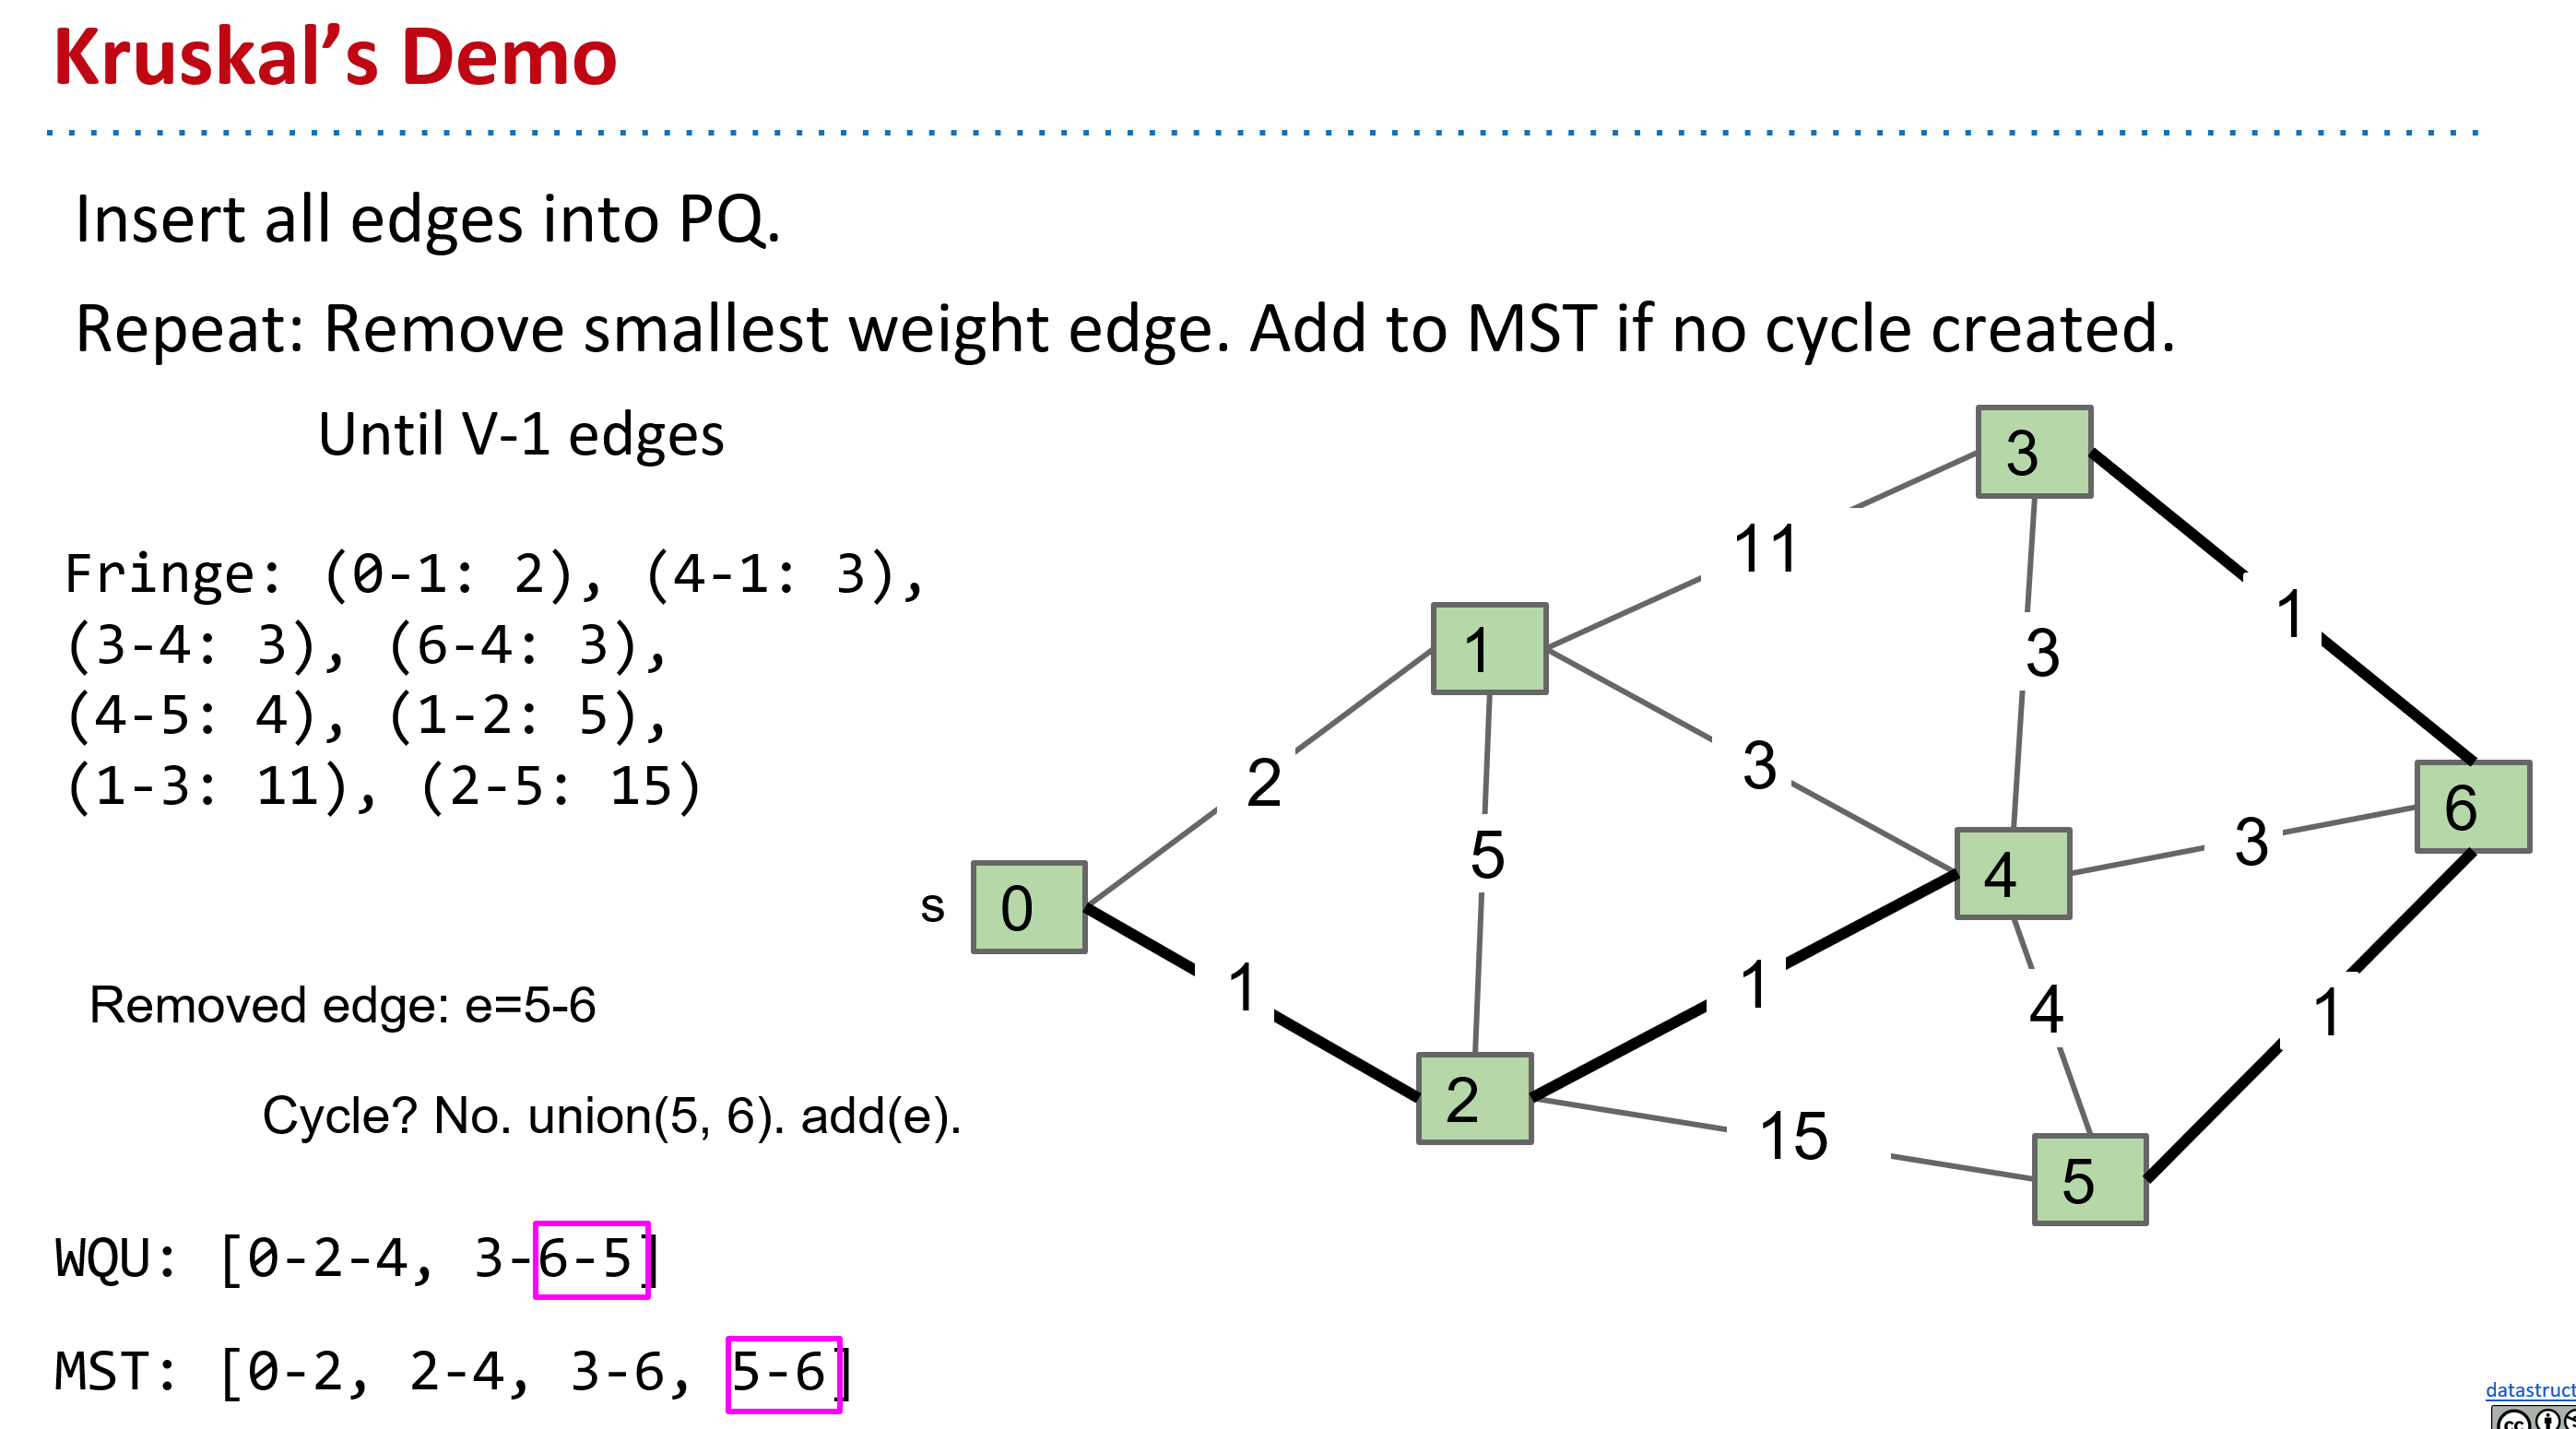 Kruskal’s Demo
Insert all edges into PQ.
Repeat: Remove smallest weight edge. Add to MST if no cycle created.
Until V-1 edges
Fringe: (0-1: 2), (4-1: 3),
(3-4: 3), (6-4: 3),
(4-5: 4), (1-2: 5),
(1-3: 11), (2-5: 15)
Removed edge: e=5-6
Cycle? No. union(5, 6). add(e).
WQU: [0-2-4, 3-6-5]
MST: [0-2, 2-4, 3-6, 5-6]
3
11
1
1
3
2
3
6
5
3
4
s
0
1
1
4
1
2
15
5
datastruct
cc